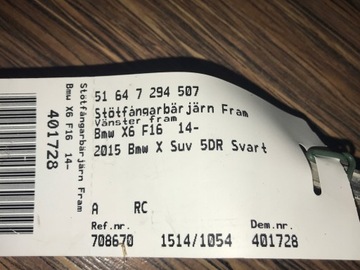 51 64 7 294 507
Stötfångarbärjärn Fram
Vänster fram
Bmw X6 F16 14-
2015 Bmw X Suv 5DR Svart
A RC
Ref.nr. Dem.nr.
708670 1514/1054 401728
Stötfångarbärjärn Fram
Bmw X6 F16 14-
401728